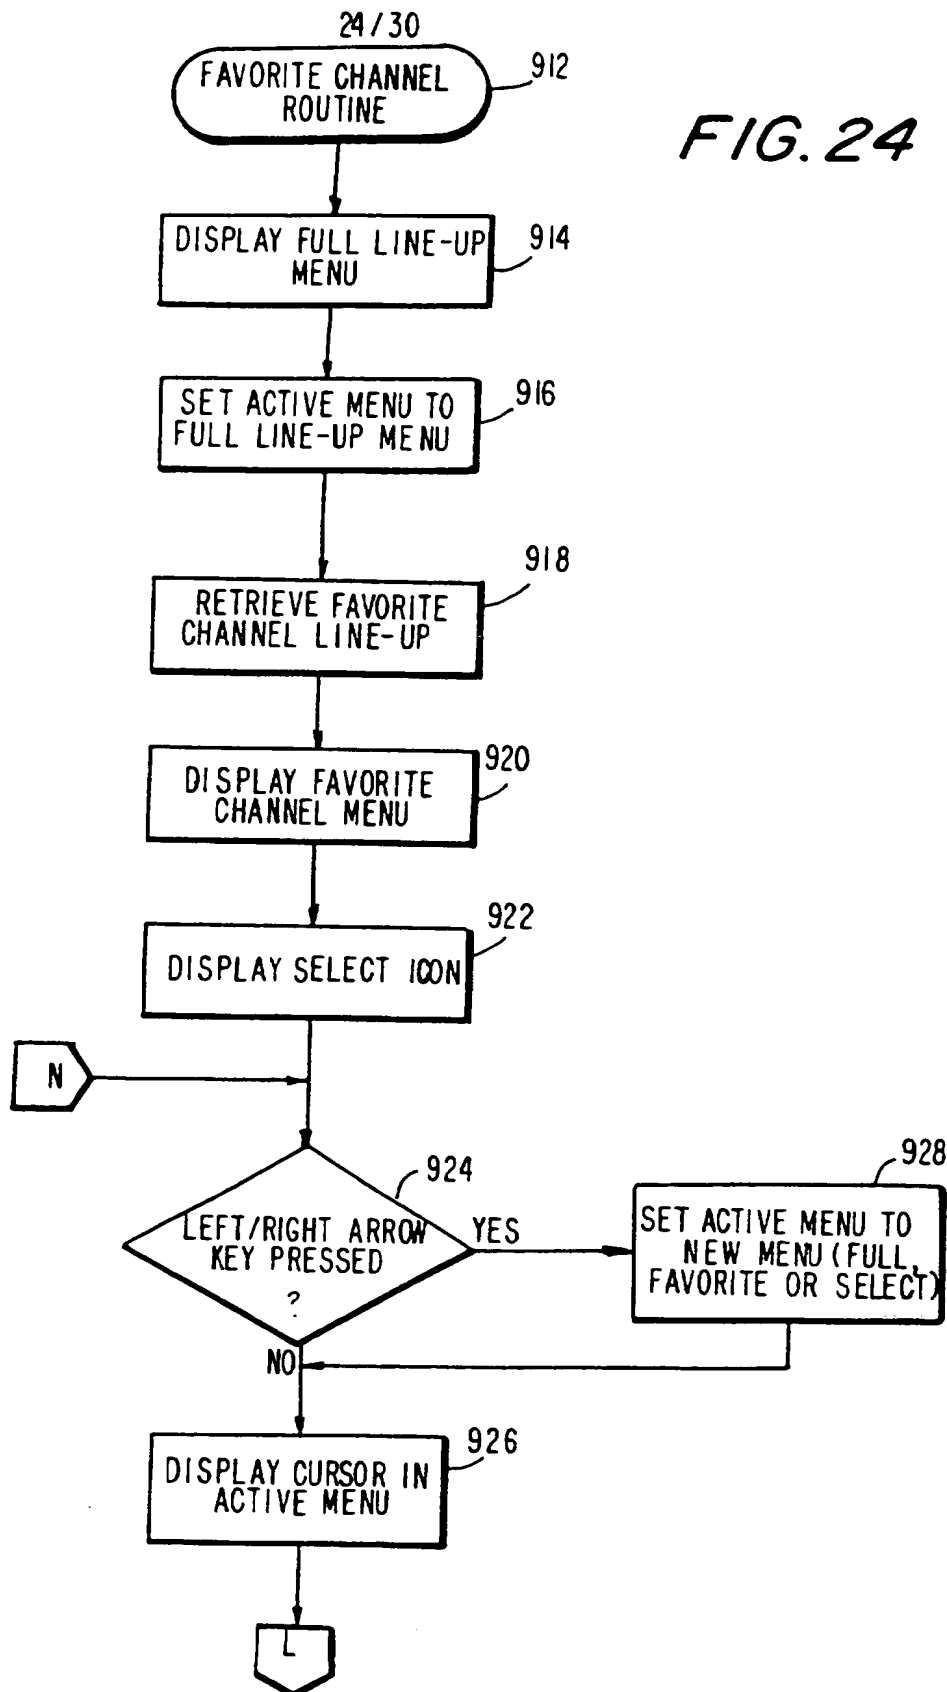 24/30
FAVORITE CHANNEL
ROUTINE
912
FIG. 24
DISPLAY FULL LINE-UP
MENU
914
SET ACTIVE MENU TO
FULL LINE-UP MENU
916
RETRIEVE FAVORITE
CHANNEL LINE-UP
918
DISPLAY FAVORITE
CHANNEL MENU
920
DISPLAY SELECT ICON
922
N
LEFT/RIGHT ARROW
KEY PRESSED
?
924
YES
SET ACTIVE MENU TO
NEW MENU (FULL,
FAVORITE OR SELECT)
928
NO
DISPLAY CURSOR IN
ACTIVE MENU
926
L